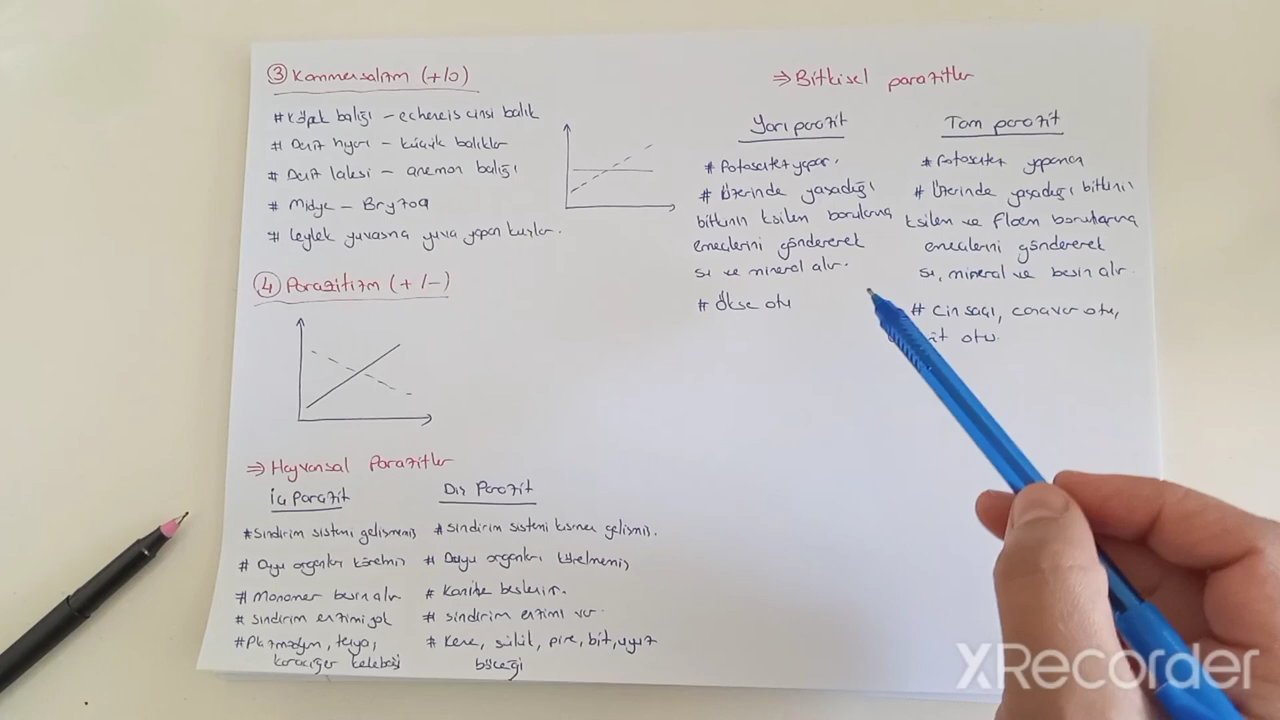 ③ Kommensalizm (+/0)
# Köpek balığı - echeneis cinsi balık
# Deniz hıyarı - küçük balıklar
# Deniz lalesi - anemon balığı
# Midye - Bryzoa
# leylek yuvasına yuva yapan kuşlar.
④ Parazitizm (+/-)
⇒ Hayvansal Parazitler
İç Parazit
# Sindirim sistemi gelişmemiş
# Duyu organları körelmiş
# Monomer besin alır
# sindirim enzimi yok
# Plazmodyum, tenya,
karaciğer kelebeği
Dış Parazit
# sindirim sistemi kısmen gelişmiş.
# Duyu organları körelmemiş
# Kan ile beslenir.
# sindirim enzimi var.
# Kene, sülük, pire, bit, uyuz
böceği
⇒ Bitkisel parazitler
Yarı parazit
# Fotosentez yapar.
# Üzerinde yaşadığı
bitkinin ksilem borularına
emeçlerini göndererek
su ve mineral alır.
# Ökse otu
Tam parazit
# Fotosentez yapamaz
# Üzerinde yaşadığı bitkinin
ksilem ve floem borularına
emeçlerini göndererek
su, mineral ve besin alır.
# Cin saçı, canavar otu,
otu.
XRecorder